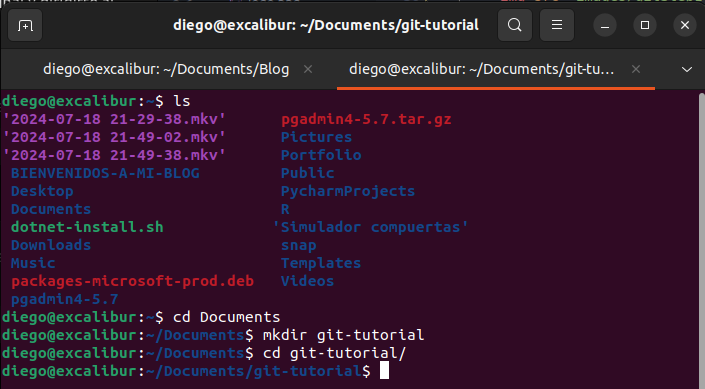 diego@excalibur: ~/Documents/git-tutorial
diego@excalibur: ~/Documents/Blog
diego@excalibur: ~/Documents/git-tu...
diego@excalibur:~$ ls
'2024-07-18 21-29-38.mkv' pgadmin4-5.7.tar.gz
'2024-07-18 21-49-02.mkv' Pictures
'2024-07-18 21-49-38.mkv' Portfolio
BIENVENIDOS-A-MI-BLOG Public
Desktop PycharmProjects
Documents R
dotnet-install.sh 'Simulador compuertas'
Downloads snap
Music Templates
packages-microsoft-prod.deb Videos
pgadmin4-5.7
diego@excalibur:~$ cd Documents
diego@excalibur:~/Documents$ mkdir git-tutorial
diego@excalibur:~/Documents$ cd git-tutorial/
diego@excalibur:~/Documents/git-tutorial$